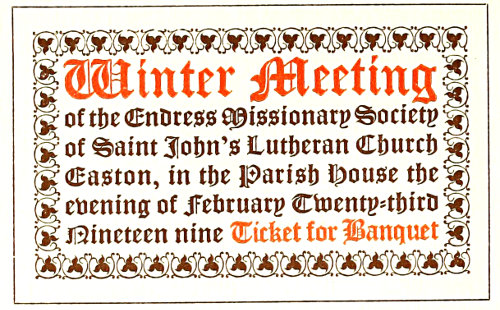 Winter Meeting
of the Endress Missionary Society
of Saint John's Lutheran Church
Easton, in the Parish House the
evening of February Twenty-third
Nineteen nine Ticket for Banquet